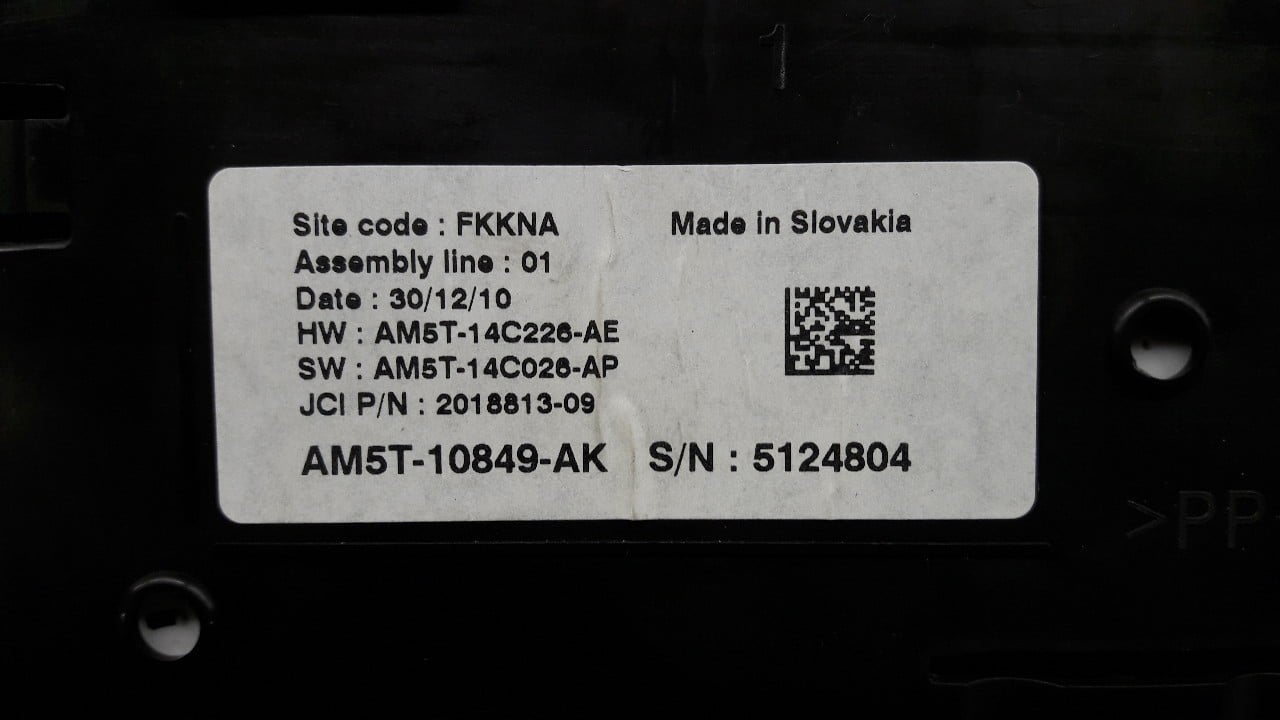 1
Site code : FKKNA
Made in Slovakia
Assembly line : 01
Date : 30/12/10
HW : AM5T-14C226-AE
SW : AM5T-14C026-AP
JCI P/N : 2018813-09
AM5T-10849-AK S/N : 5124804
>PP